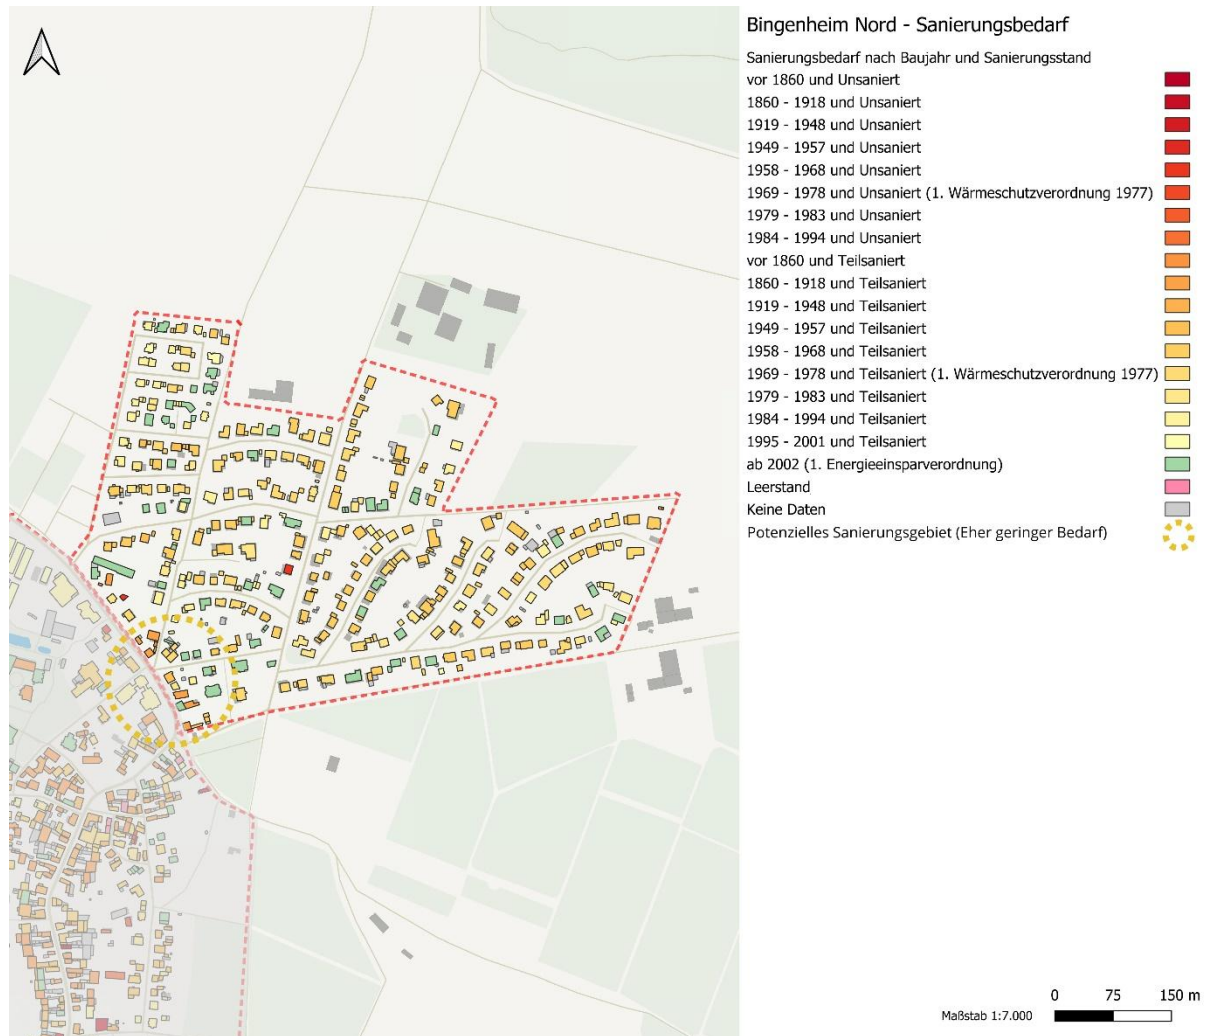 Bingenheim Nord - Sanierungsbedarf
Sanierungsbedarf nach Baujahr und Sanierungsstand
vor 1860 und Unsaniert
1860 - 1918 und Unsaniert
1919 - 1948 und Unsaniert
1949 - 1957 und Unsaniert
1958 - 1968 und Unsaniert
1969 - 1978 und Unsaniert (1. Wärmeschutzverordnung 1977)
1979 - 1983 und Unsaniert
1984 - 1994 und Unsaniert
vor 1860 und Teilsaniert
1860 - 1918 und Teilsaniert
1919 - 1948 und Teilsaniert
1949 - 1957 und Teilsaniert
1958 - 1968 und Teilsaniert
1969 - 1978 und Teilsaniert (1. Wärmeschutzverordnung 1977)
1979 - 1983 und Teilsaniert
1984 - 1994 und Teilsaniert
1995 - 2001 und Teilsaniert
ab 2002 (1. Energieeinsparverordnung)
Leerstand
Keine Daten
Potenzielles Sanierungsgebiet (Eher geringer Bedarf)
0 75 150 m
Maßstab 1:7.000